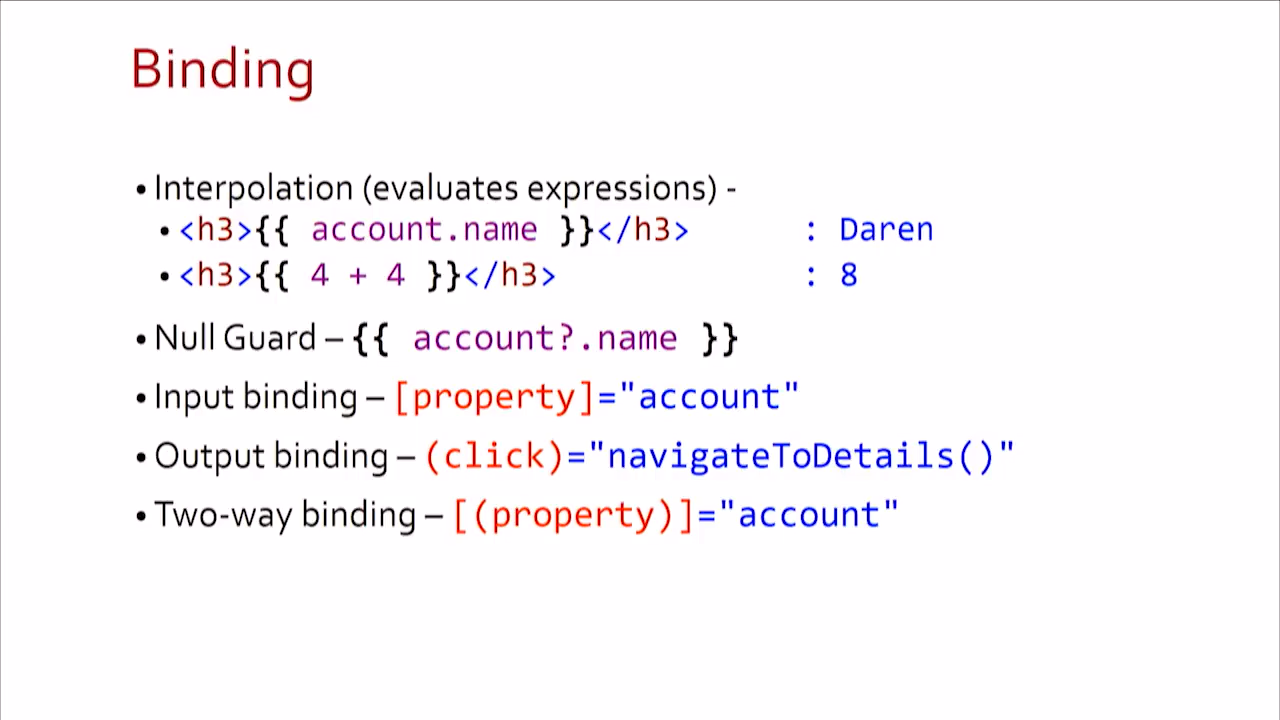 Binding
• Interpolation (evaluates expressions) -
• <h3>{{ account.name }}</h3> : Daren
• <h3>{{ 4 + 4 }}</h3> : 8
• Null Guard – {{ account?.name }}
• Input binding – [property]="account"
• Output binding – (click)="navigateToDetails()"
• Two-way binding – [(property)]="account"